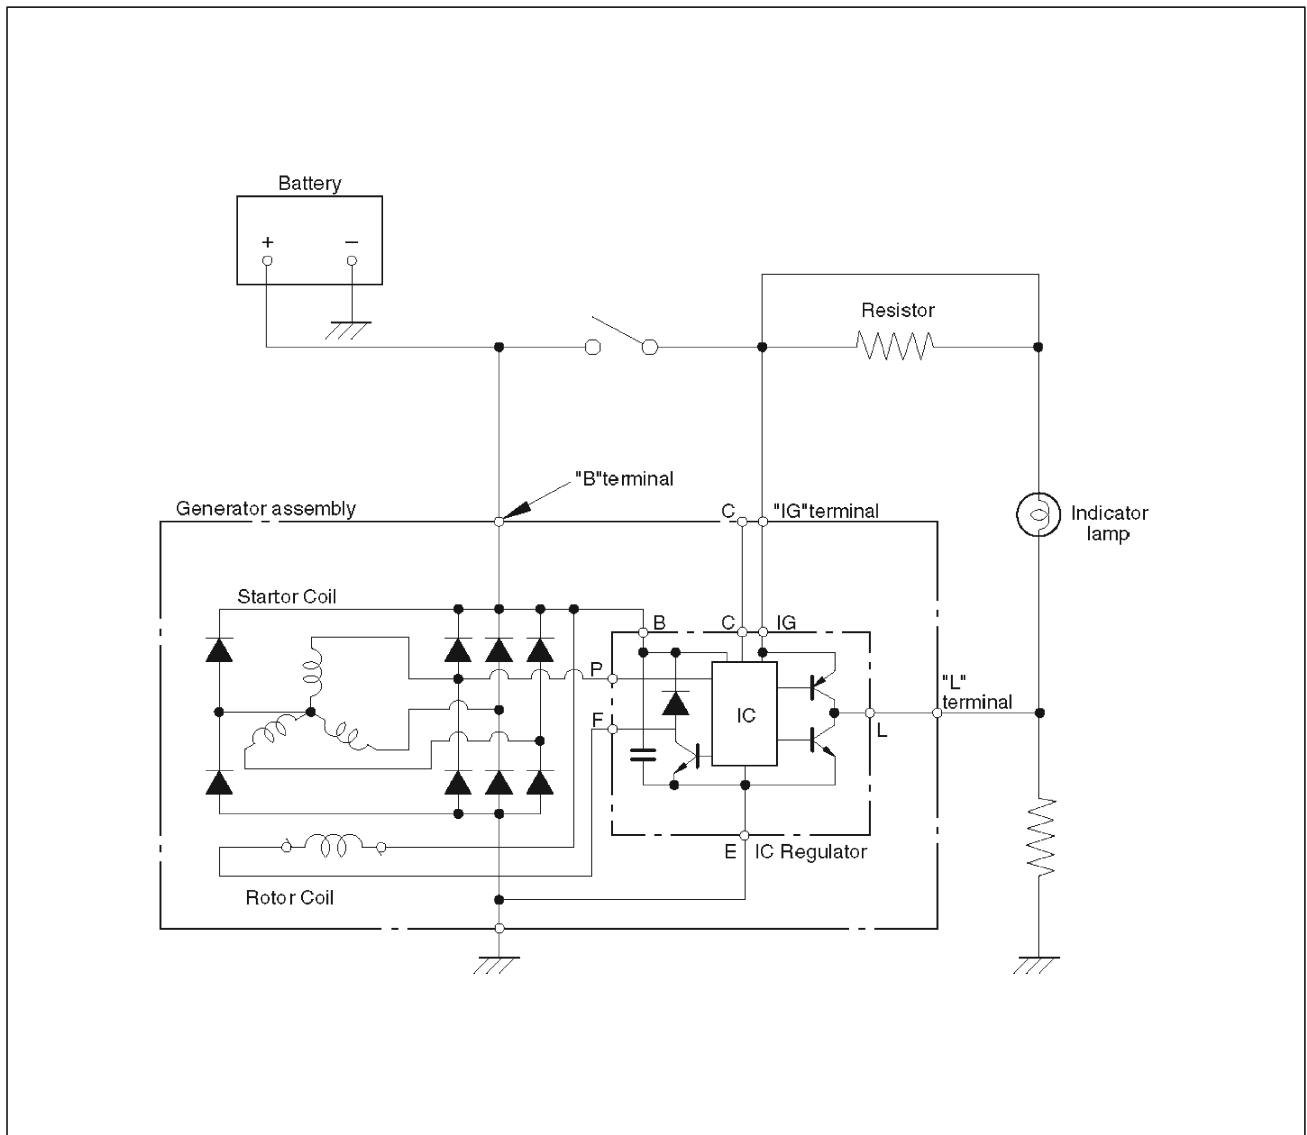 Battery
+ −
Resistor
"B"terminal
Generator assembly
C "IG"terminal
Indicator
lamp
Startor Coil
B C IG
P
"L"
terminal
F
IC
L
E IC Regulator
Rotor Coil